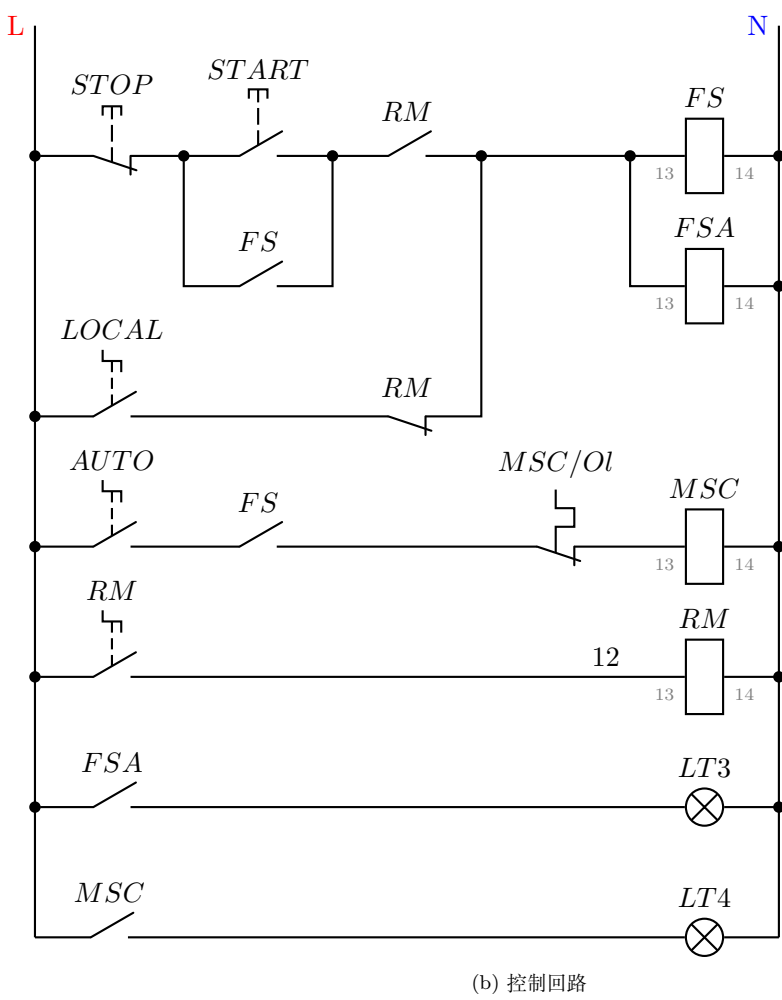 L N
STOP START RM FS
13 14
FS FSA
13 14
LOCAL RM
AUTO FS MSC/Ol MSC
13 14
RM 12 RM
13 14
FSA LT3
MSC LT4
(b) 控制回路